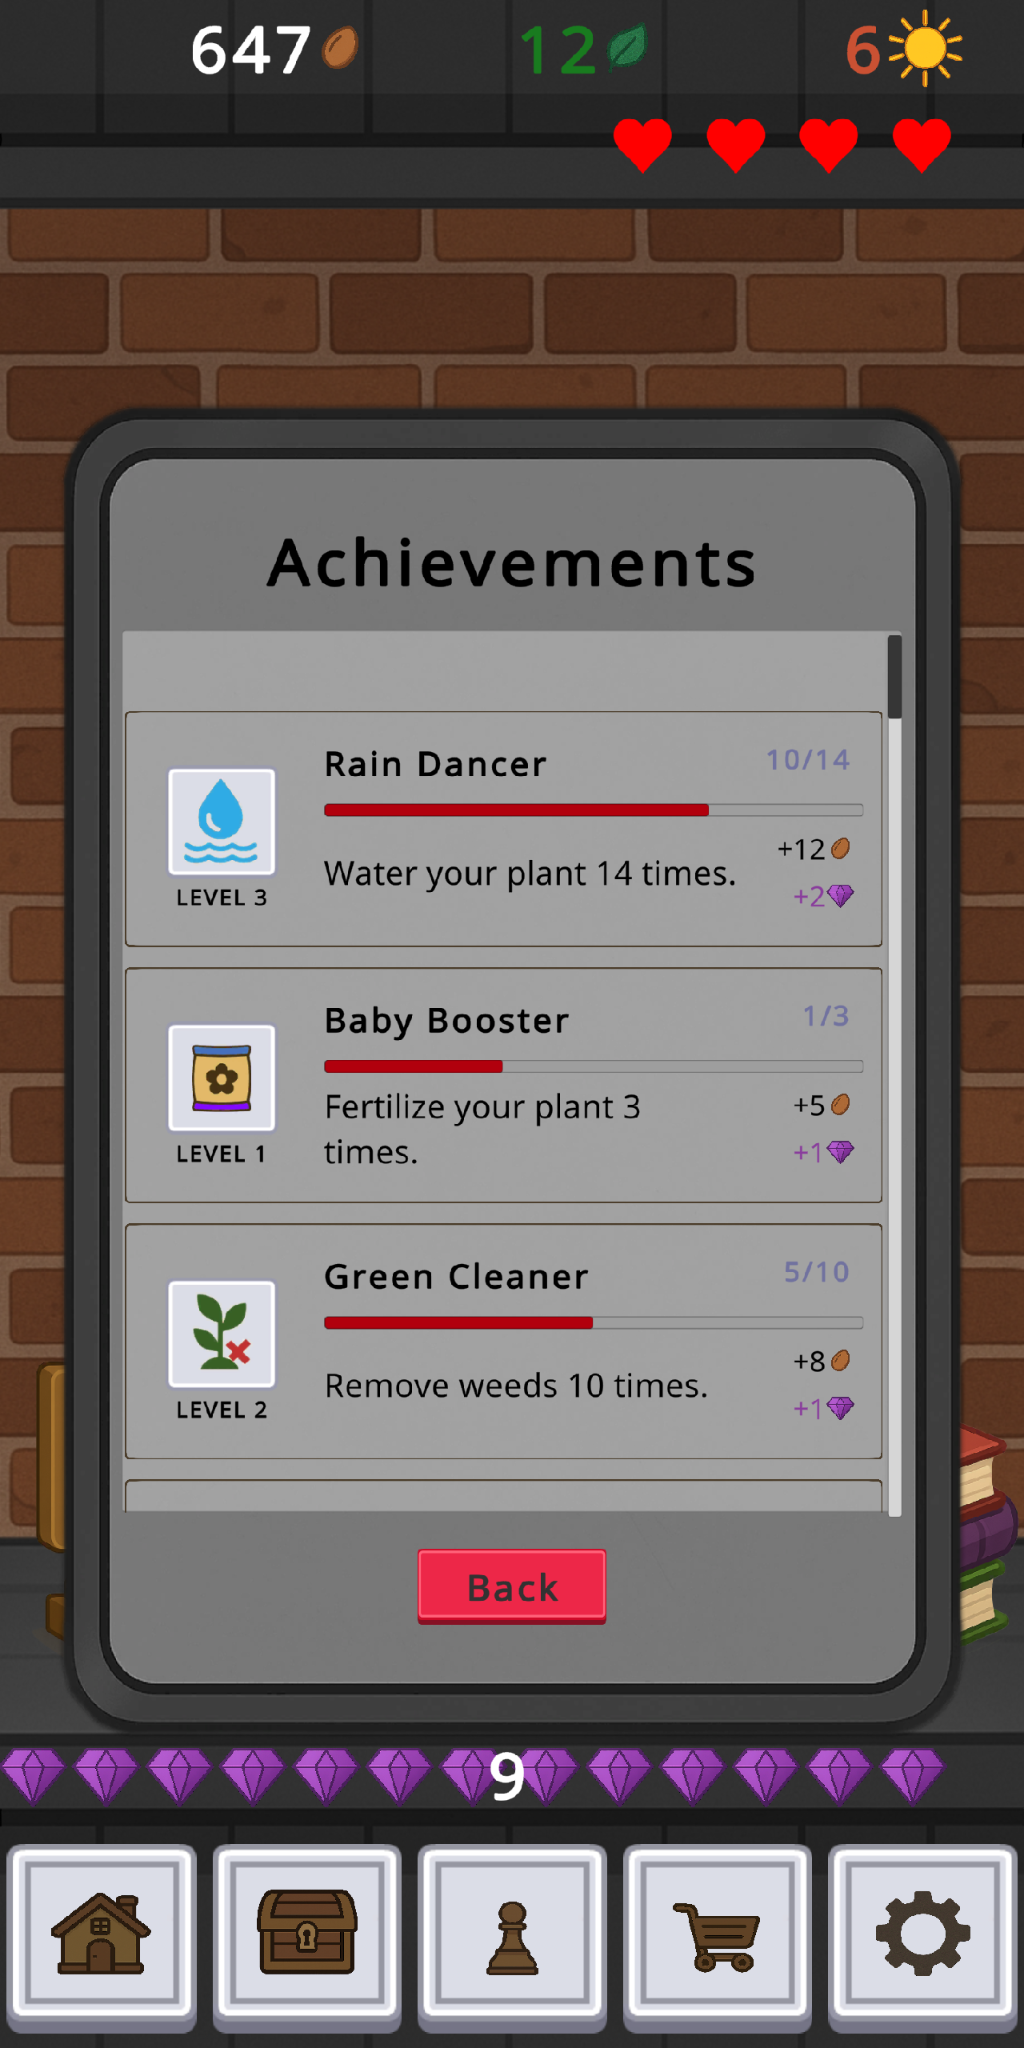 647 12 6
Achievements
Rain Dancer 10/14
+12
Water your plant 14 times.
+2
LEVEL 3
Baby Booster 1/3
Fertilize your plant 3 +5
times. +1
LEVEL 1
Green Cleaner 5/10
+8
Remove weeds 10 times.
+1
LEVEL 2
Back
9